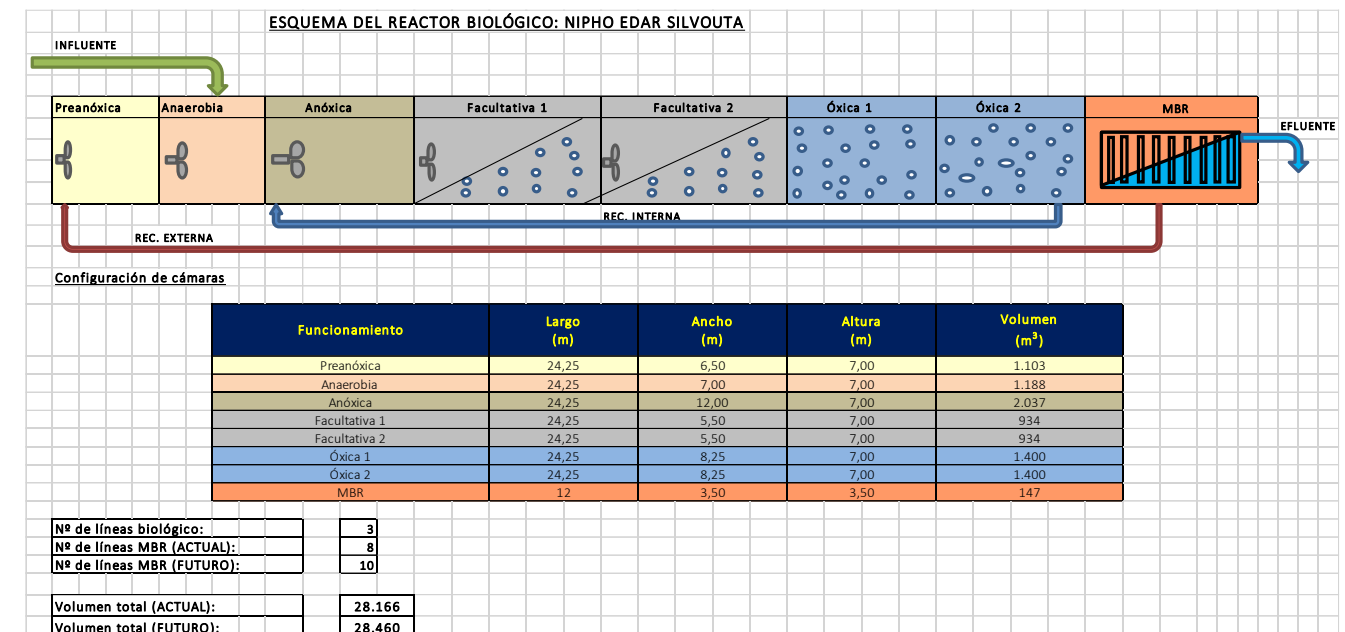 ESQUEMA DEL REACTOR BIOLÓGICO: NIPHO EDAR SILVOUTA
INFLUENTE
Preanóxica Anaerobia Anóxica Facultativa 1 Facultativa 2 Óxica 1 Óxica 2 MBR
EFLUENTE
REC. INTERNA
REC. EXTERNA
Configuración de cámaras
Funcionamiento Largo (m) Ancho (m) Altura (m) Volumen (m³)
Preanóxica 24,25 6,50 7,00 1.103
Anaerobia 24,25 7,00 7,00 1.188
Anóxica 24,25 12,00 7,00 2.037
Facultativa 1 24,25 5,50 7,00 934
Facultativa 2 24,25 5,50 7,00 934
Óxica 1 24,25 8,25 7,00 1.400
Óxica 2 24,25 8,25 7,00 1.400
MBR 12 3,50 3,50 147
Nº de líneas biológico: 3
Nº de líneas MBR (ACTUAL): 8
Nº de líneas MBR (FUTURO): 10
Volumen total (ACTUAL): 28.166
Volumen total (FUTURO): 28.460